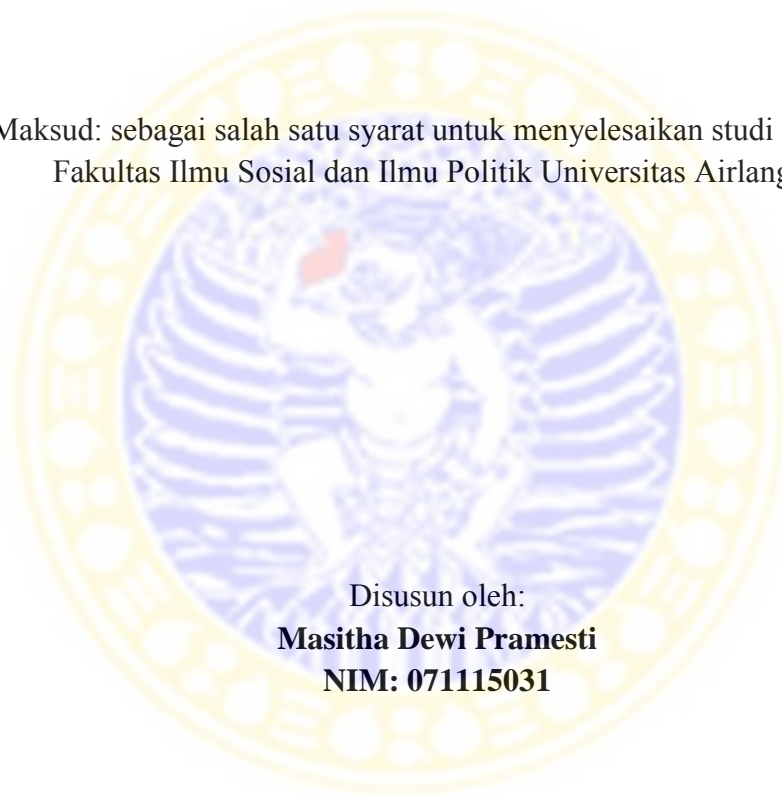 Maksud: sebagai salah satu syarat untuk menyelesaikan studi
Fakultas Ilmu Sosial dan Ilmu Politik Universitas
Disusun oleh:
Masitha Dewi Pramesti
NIM: 071115031